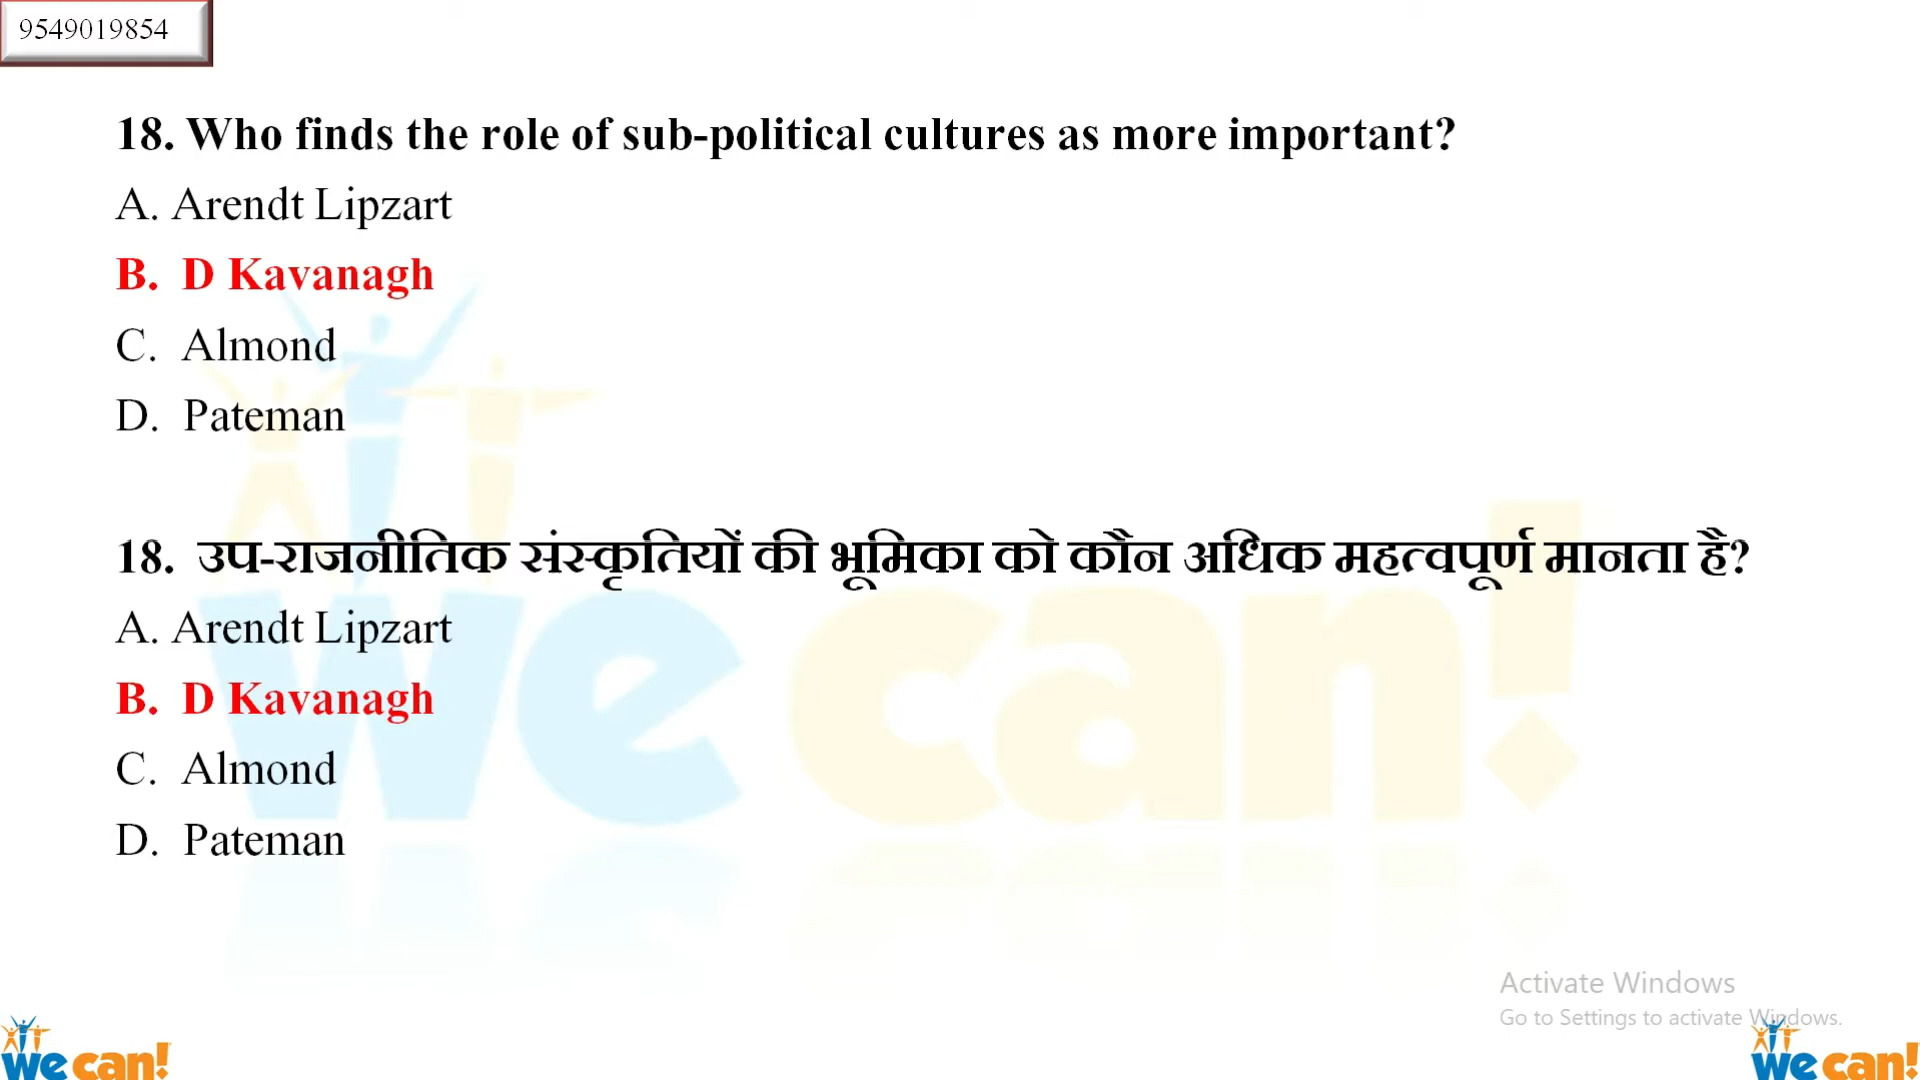 9549019854
18. Who finds the role of sub-political cultures as more important?
A. Arendt Lipzart
B. D Kavanagh
C. Almond
D. Pateman
18. उप-राजनीतिक संस्कृतियों की भूमिका को कौन अधिक महत्वपूर्ण मानता है?
A. Arendt Lipzart
B. D Kavanagh
C. Almond
D. Pateman
we can!
Activate Windows
Go to Settings to activate Windows.
we can!
we can!